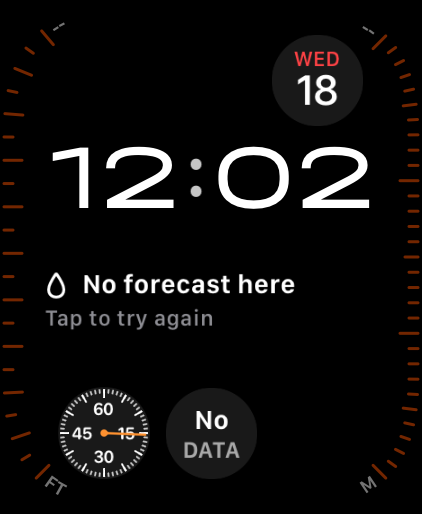 --
--
WED
18
12:02
No forecast here
Tap to try again
60
45
15
30
No
DATA
FT
M